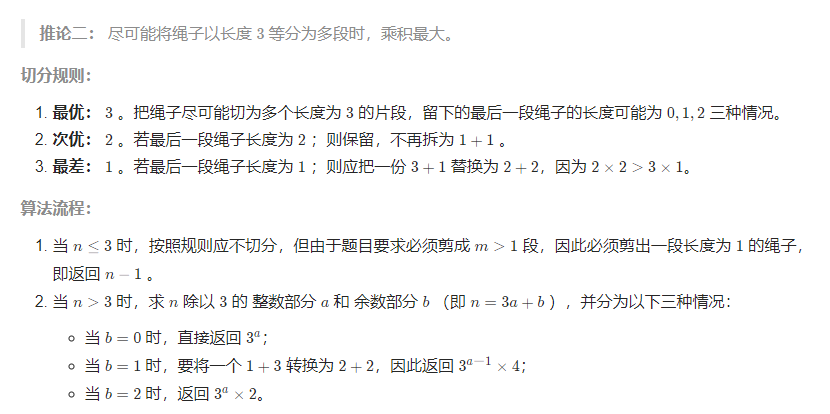 推论二： 尽可能将绳子以长度 3 等分为多段时，乘积最大。
切分规则：
1. 最优： 3 。把绳子尽可能切为多个长度为 3 的片段，留下的最后一段绳子的长度可能为 0,1,2 三种情况。
2. 次优： 2 。若最后一段绳子长度为 2 ；则保留，不再拆为 1+1 。
3. 最差： 1 。若最后一段绳子长度为 1 ；则应把一份 3+1 替换为 2+2，因为 2×2>3×1。
算法流程：
1. 当 n≤3 时，按照规则应不切分，但由于题目要求必须剪成 m>1 段，因此必须剪出一段长度为 1 的绳子，
即返回 n−1 。
2. 当 n>3 时，求 n 除以 3 的 整数部分 a 和 余数部分 b （即 n=3a+b ），并分为以下三种情况：
◦ 当 b=0 时，直接返回 3^a；
◦ 当 b=1 时，要将一个 1+3 转换为 2+2，因此返回 3^{a−1}×4；
◦ 当 b=2 时，返回 3^a×2。